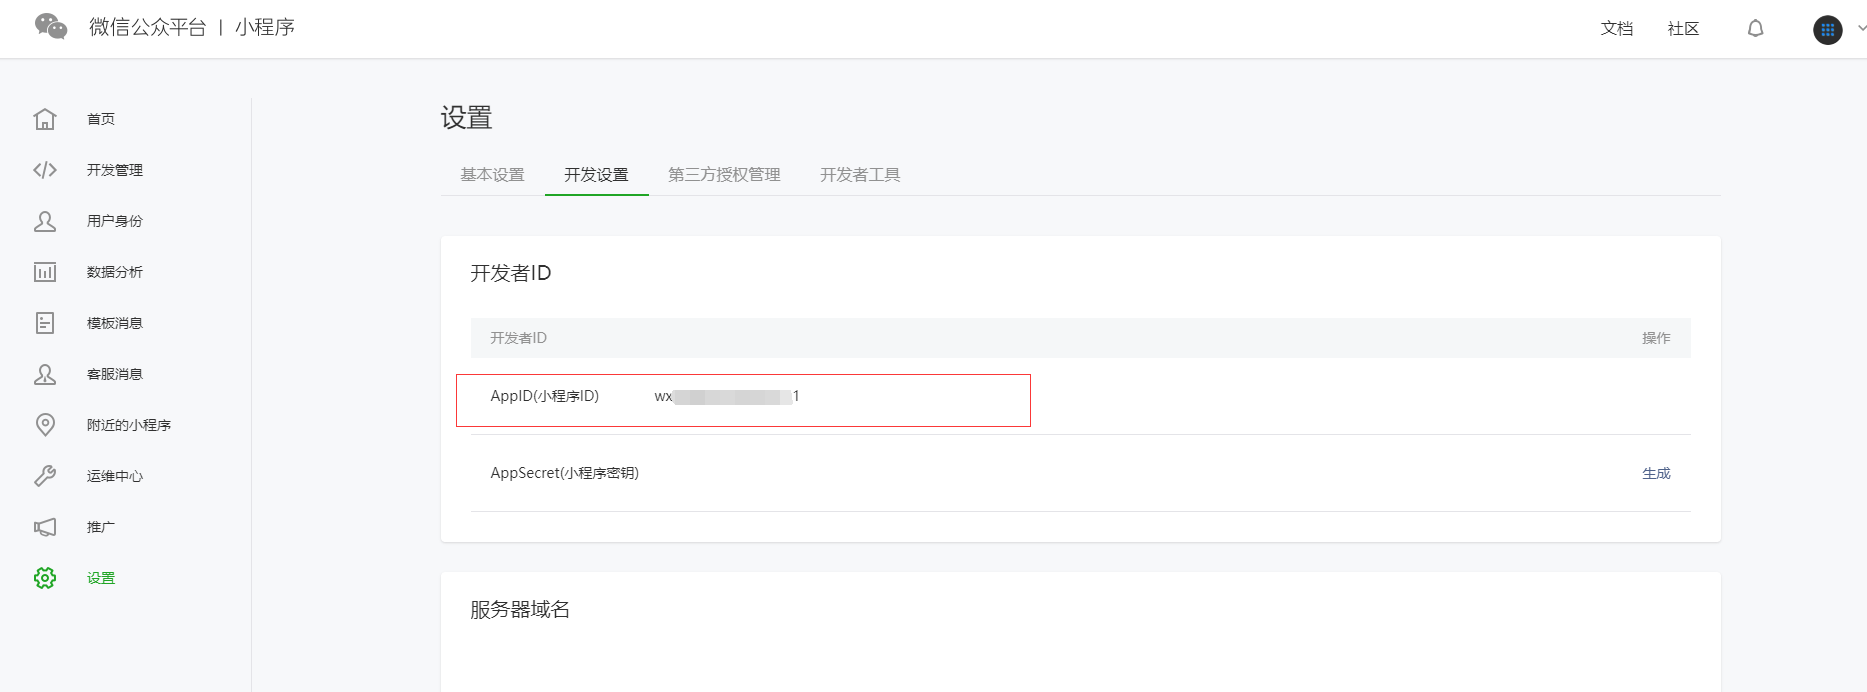 微信公众平台 | 小程序
文档 社区
首页
开发管理
用户身份
数据分析
模板消息
客服消息
附近的小程序
运维中心
推广
设置
设置
基本设置 开发设置 第三方授权管理 开发者工具
开发者ID
开发者ID 操作
AppID(小程序ID) wx 1
AppSecret(小程序密钥) 生成
服务器域名